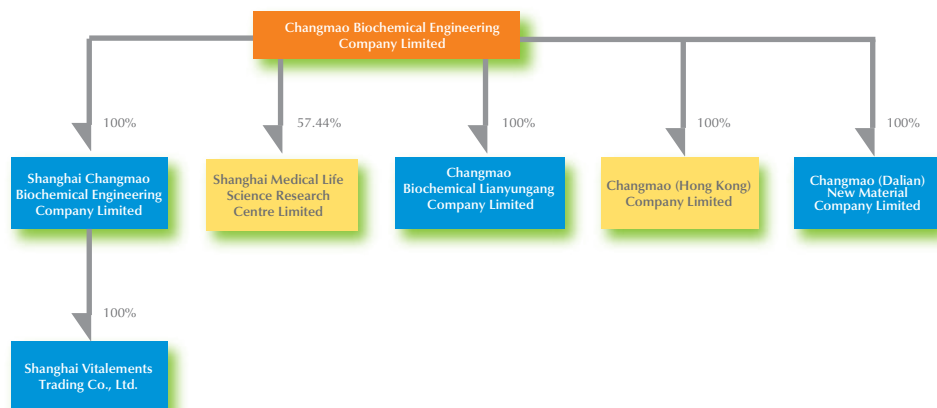 Changmao Biochemical Engineering
Company Limited
100%
57.44%
100%
100%
100%
Shanghai Changmao
Biochemical Engineering
Company Limited
Shanghai Medical Life
Science Research
Centre Limited
Changmao
Biochemical Lianyungang
Company Limited
Changmao (Hong Kong)
Company Limited
Changmao (Dalian)
New Material
Company Limited
100%
Shanghai Vitalements
Trading Co., Ltd.